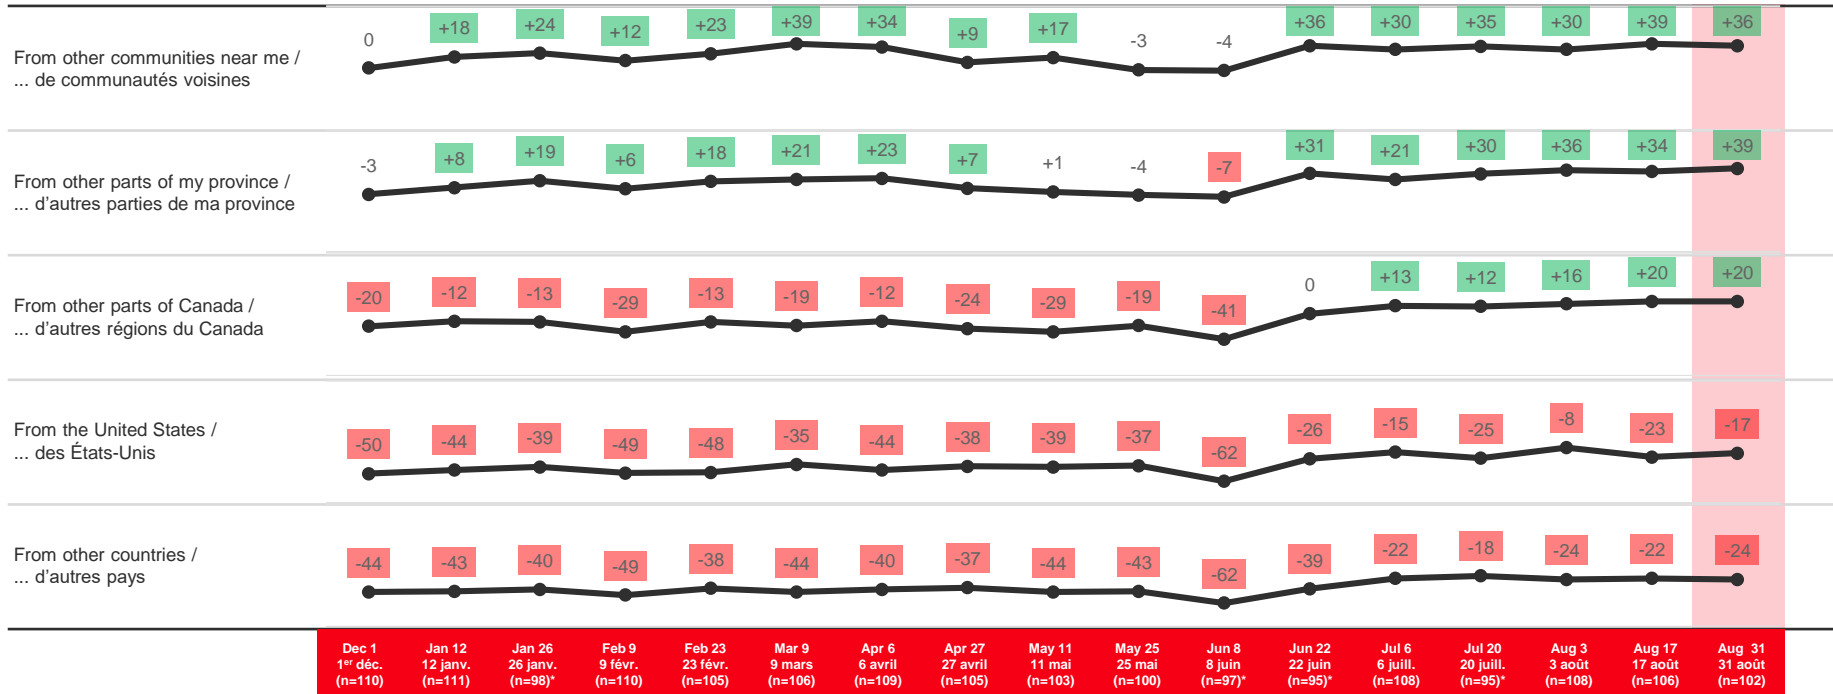 From other communities near me /
... de communautés voisines
0 +18 +24 +12 +23 +39 +34 +9 +17 -3 -4 +36 +30 +35 +30 +39 +36
From other parts of my province /
... d’autres parties de ma province
-3 +8 +19 +6 +18 +21 +23 +7 +1 -4 -7 +31 +21 +30 +36 +34 +39
From other parts of Canada /
... d’autres régions du Canada
-20 -12 -13 -29 -13 -19 -12 -24 -29 -19 -41 0 +13 +12 +16 +20 +20
From the United States /
... des États-Unis
-50 -44 -39 -49 -48 -35 -44 -38 -39 -37 -62 -26 -15 -25 -8 -23 -17
From other countries /
... d’autres pays
-44 -43 -40 -49 -38 -44 -40 -37 -44 -43 -62 -39 -22 -18 -24 -22 -24
Dec 1 Jan 12 Jan 26 Feb 9 Feb 23 Mar 9 Apr 6 Apr 27 May 11 May 25 Jun 8 Jun 22 Jul 6 Jul 20 Aug 3 Aug 17 Aug 31
1er déc. 12 janv. 26 janv. 9 févr. 23 févr. 9 mars 6 avril 27 avril 11 mai 25 mai 8 juin 22 juin 6 juill. 20 juill. 3 août 17 août 31 août
(n=110) (n=111) (n=98)* (n=110) (n=105) (n=106) (n=109) (n=105) (n=103) (n=100) (n=97)* (n=95)* (n=108) (n=95)* (n=108) (n=106) (n=102)